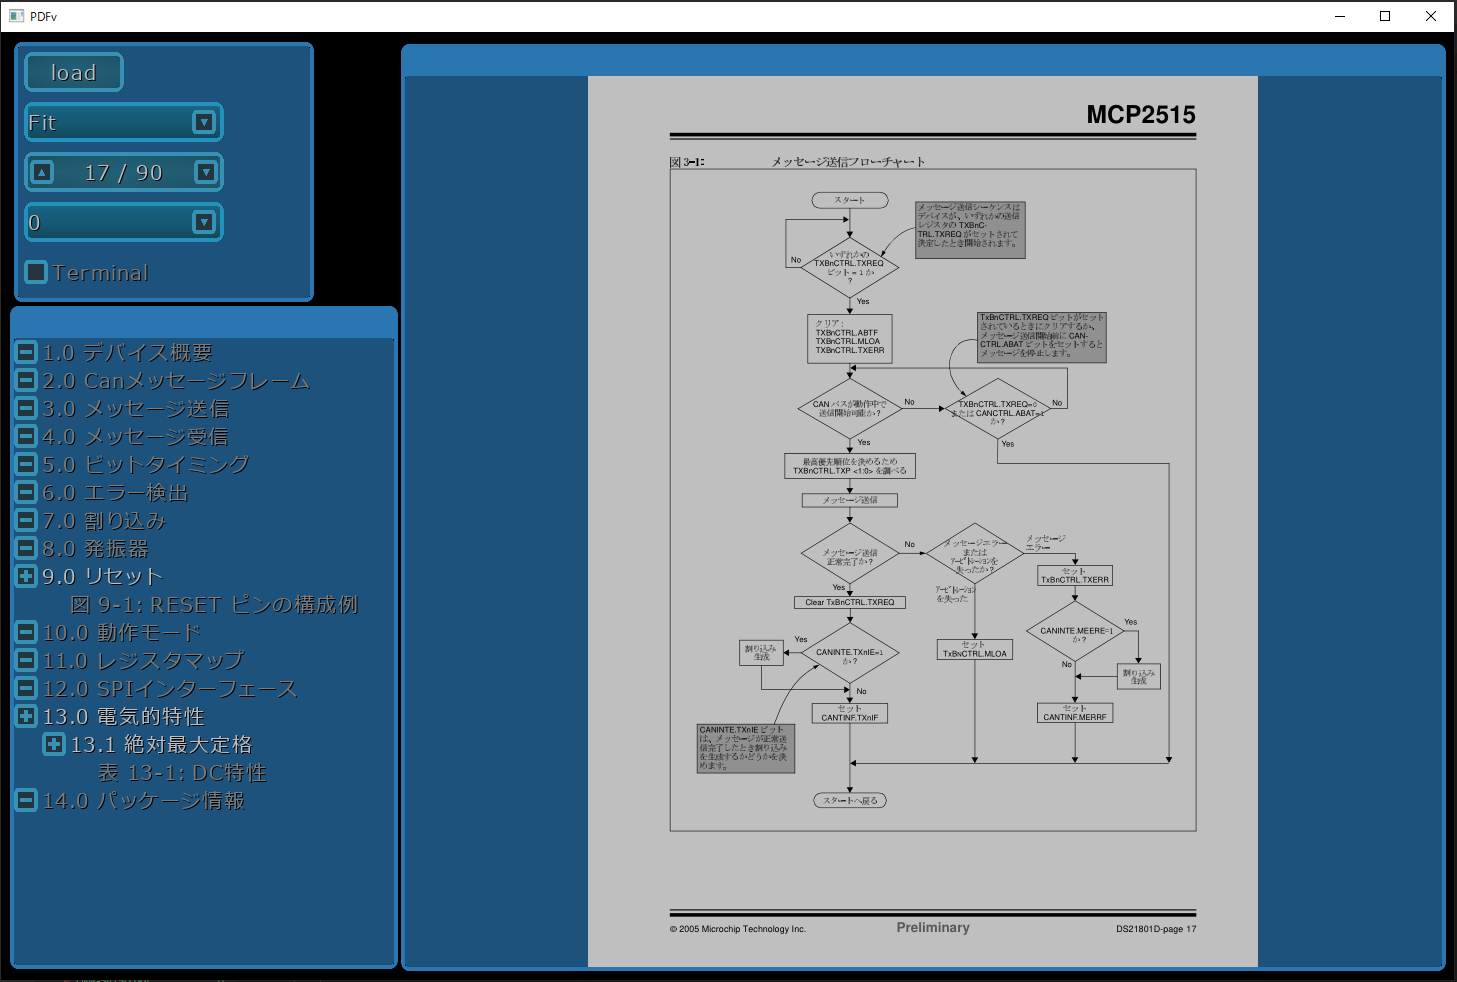 PDFv
load
Fit
17 / 90
0
Terminal
1.0 デバイス概要
2.0 Canメッセージフレーム
3.0 メッセージ送信
4.0 メッセージ受信
5.0 ビットタイミング
6.0 エラー検出
7.0 割り込み
8.0 発振器
9.0 リセット
図 9-1: RESET ピンの構成例
10.0 動作モード
11.0 レジスタマップ
12.0 SPIインターフェース
13.0 電気的特性
13.1 絶対最大定格
表 13-1: DC特性
14.0 パッケージ情報
MCP2515
図 3-1: メッセージ送信フローチャート
スタート
メッセージ送信シーケンスは
デバイスが、いずれかの送信
レジスタの TXBnC-
TRL.TXREQ がセットされて
決定したとき開始されます。
いずれかの
TXBnCTRL.TXREQ
ビット = 1 か
?
No
Yes
クリア :
TXBnCTRL.ABTF
TXBnCTRL.MLOA
TXBnCTRL.TXERR
TxBnCTRL.TXREQ ビットがセット
されているときにクリアするか、
メッセージ送信開始前に CAN-
CTRL.ABAT ビットをセットすると
メッセージを停止します。
CAN バスが動作中で
送信開始可能か ?
No
Yes
TXBnCTRL.TXREQ=0
または CANCTRL.ABAT=1
か ?
No
Yes
最高優先順位を決めるため
TXBnCTRL.TXP <1:0> を調べる
メッセージ送信
メッセージ送信
正常完了か ?
No
Yes
メッセージエラー
または
アービトレーションを
失ったか ?
メッセージ
エラー
アービトレーション
を失った
セット
TxBnCTRL.TXERR
Clear TxBnCTRL.TXREQ
CANINTE.MEERE=1
か ?
Yes
No
割り込み
生成
Yes
CANINTE.TXnIE=1
か ?
No
セット
TxBNCTRL.MLOA
割り込み
生成
セット
CANTINF.TXnIF
セット
CANTINF.MERRF
CANINTE.TXnIE ビット
は、メッセージが正常送
信完了したとき割り込み
を生成するかどうかを決
めます。
スタートへ戻る
© 2005 Microchip Technology Inc.
Preliminary
DS21801D-page 17